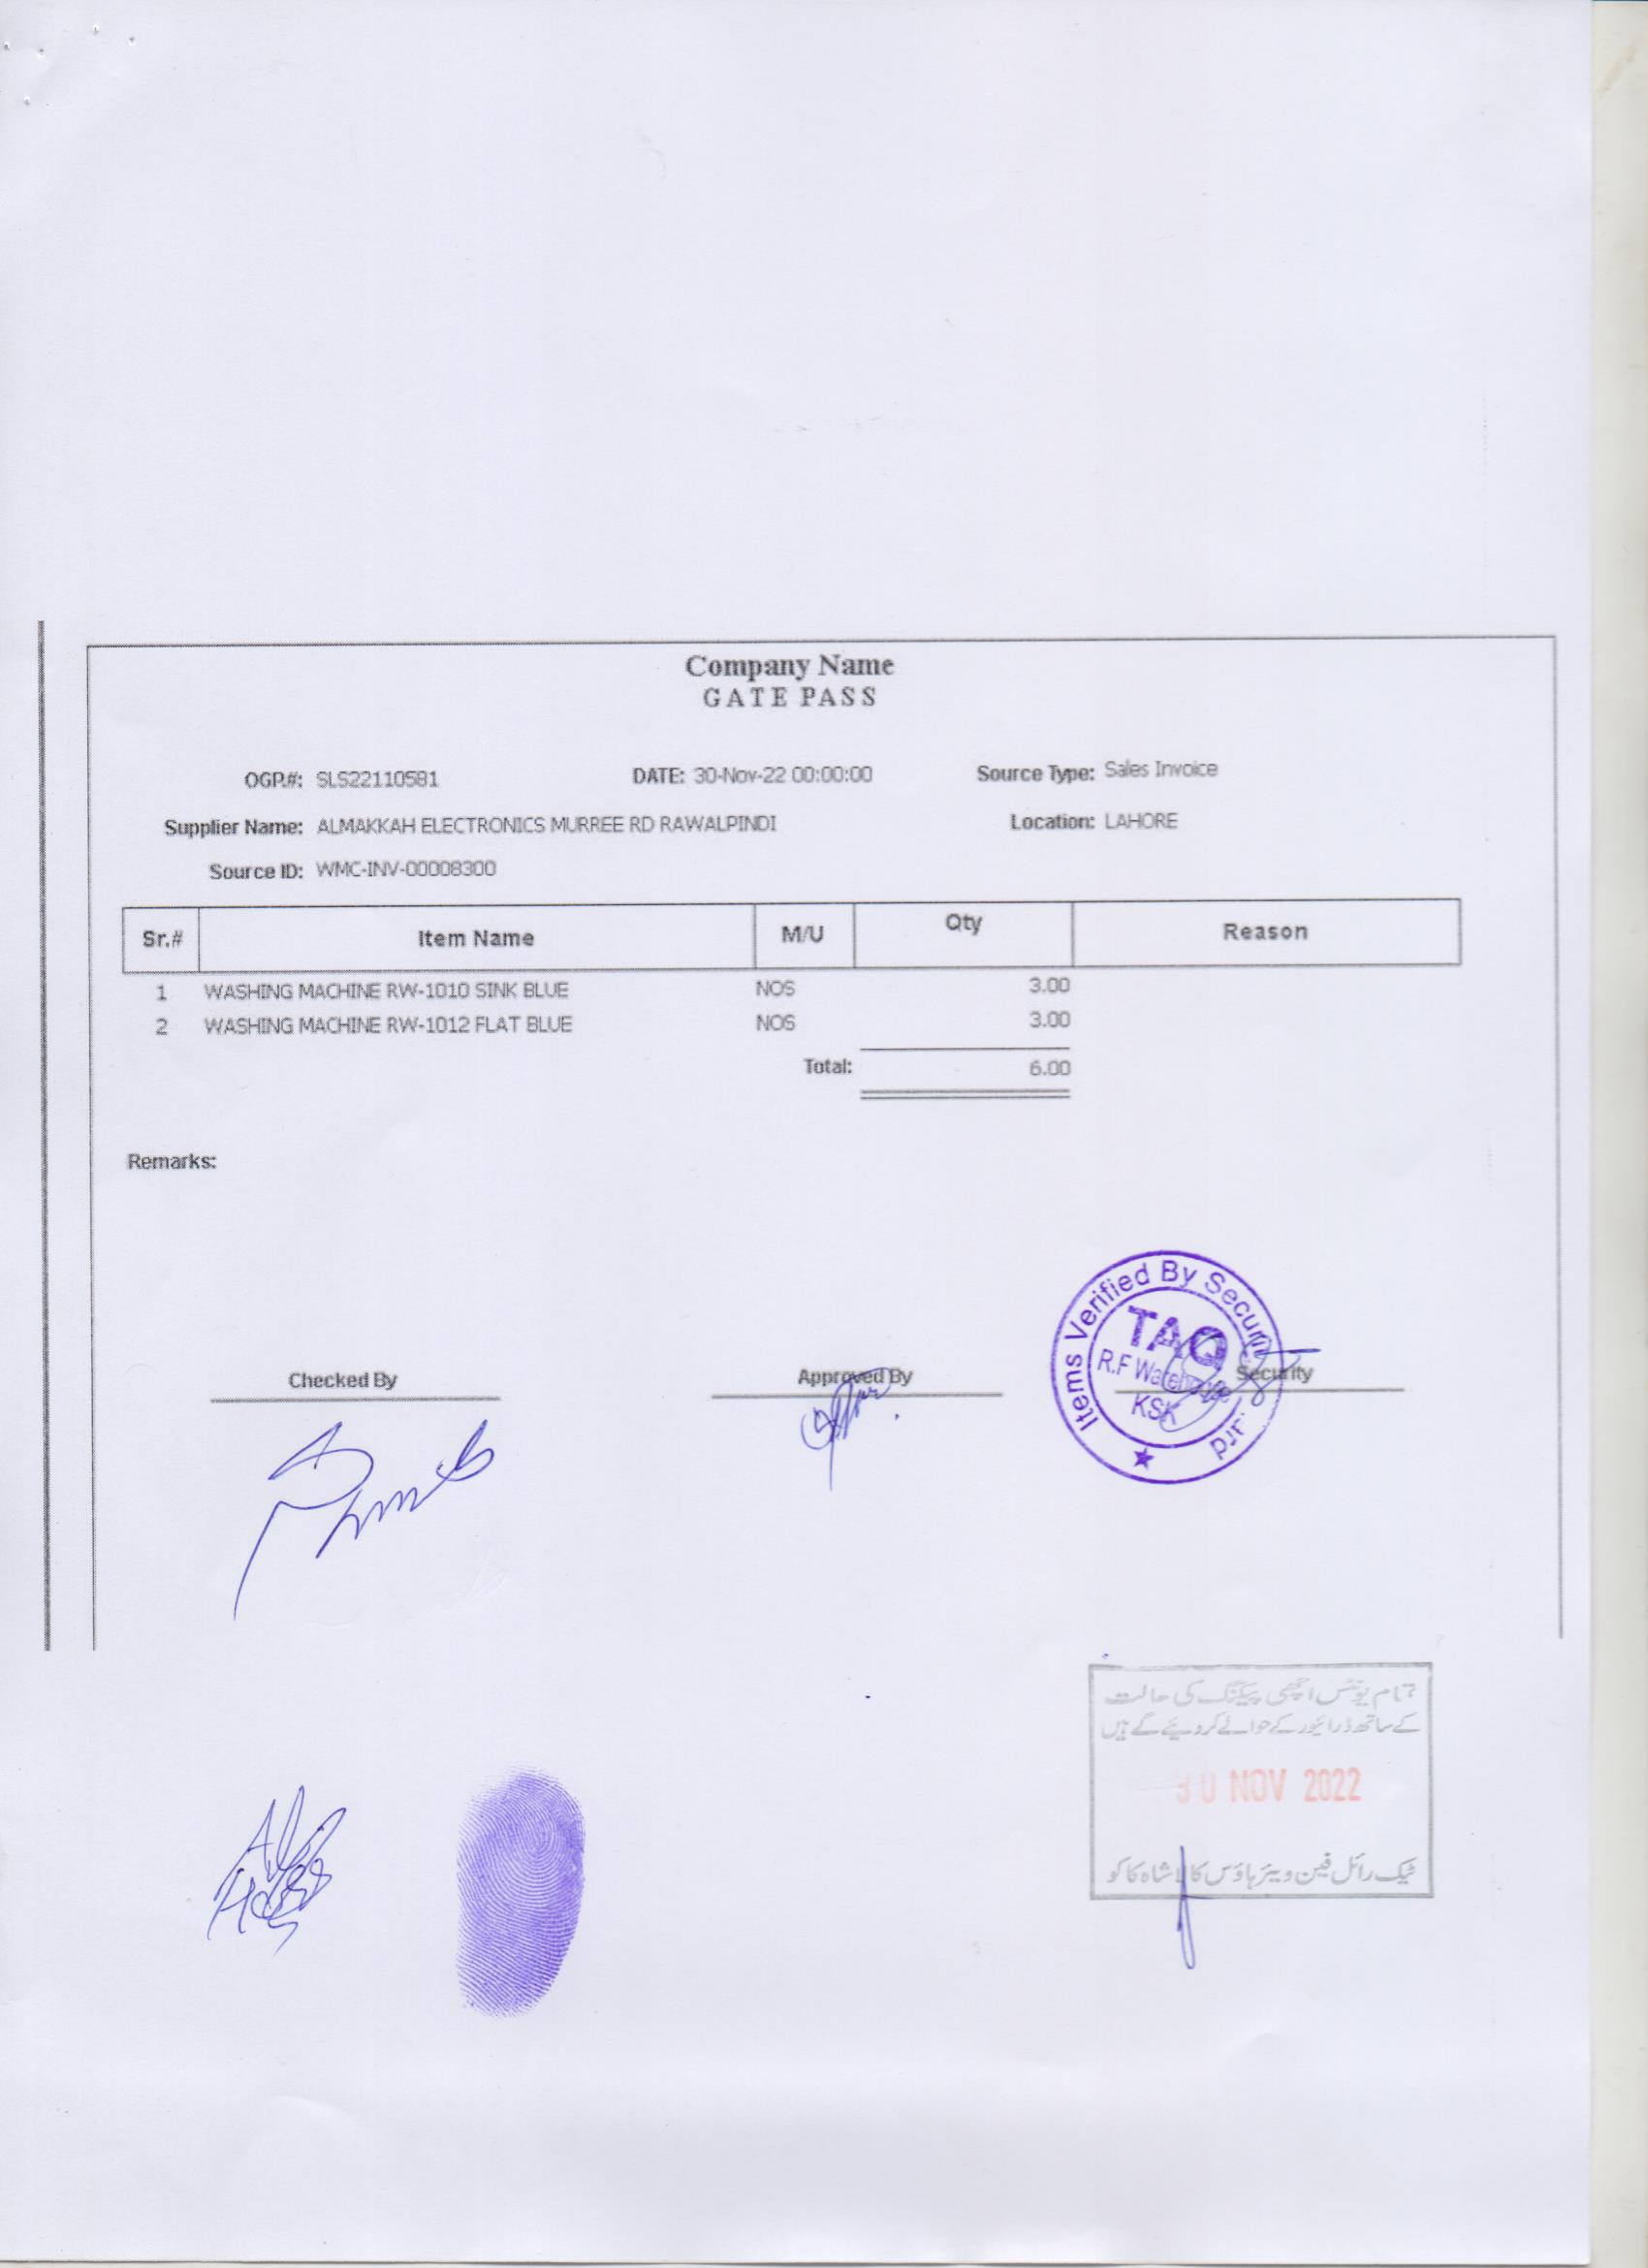 Company Name
GATE PASS
OGP.#: SLS22110581 DATE: 30-Nov-22 00:00:00 Source Type: Sales Invoice
Supplier Name: ALMAKKAH ELECTRONICS MURREE RD RAWALPINDI Location: LAHORE
Source ID: WMC-INV-00008300
Sr.# Item Name M/U Qty Reason
1 WASHING MACHINE RW-1010 SINK BLUE NOS 3.00
2 WASHING MACHINE RW-1012 FLAT BLUE NOS 3.00
Total: 6.00
Remarks:
Items Verified By
TAQ
R.F Warehouse
KSK
Checked By Approved By Security
تمام یونٹس اچھی پیکنگ کی حالت
کے ساتھ ڈرائیور کے حوالے کر دیئے گے ہیں
30 NOV 2022
ٹیک رائل فین ویئر ہاؤس کالا شاہ کاکو